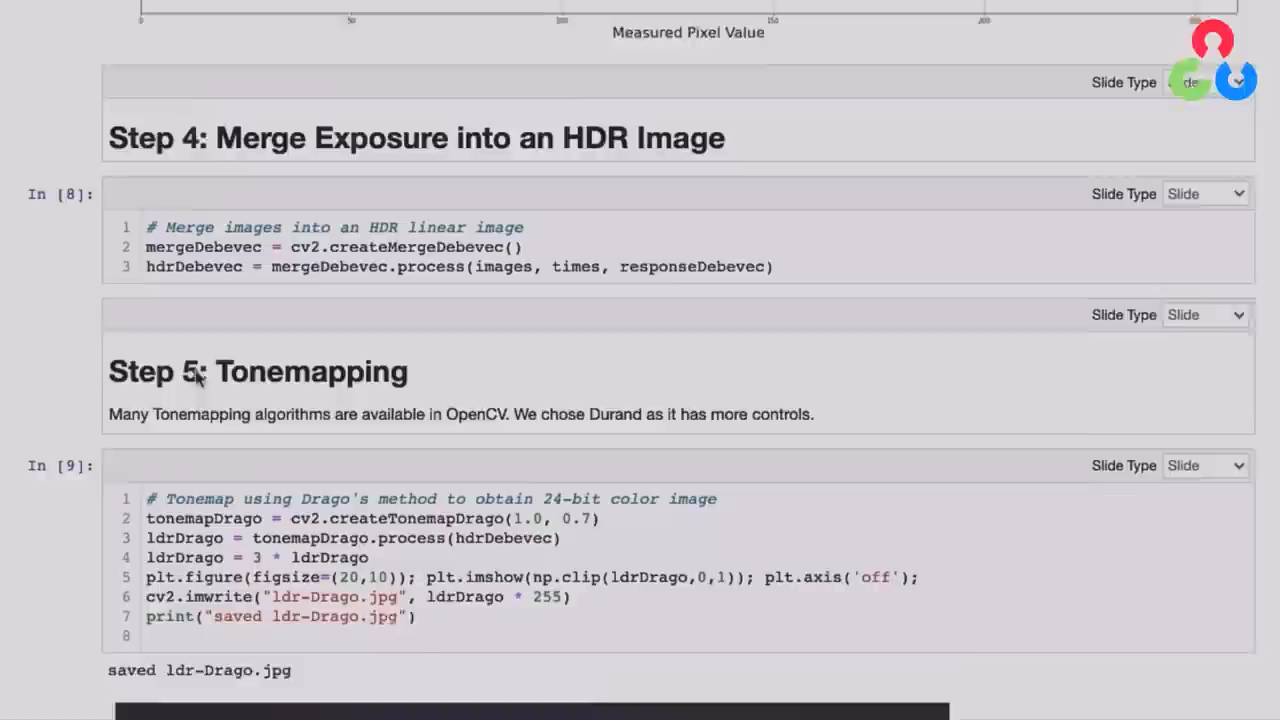 0 50 100 150 200
Measured Pixel Value
Slide Type
Step 4: Merge Exposure into an HDR Image
In [8]:
Slide Type Slide
1 # Merge images into an HDR linear image
2 mergeDebevec = cv2.createMergeDebevec()
3 hdrDebevec = mergeDebevec.process(images, times, responseDebevec)
Slide Type Slide
Step 5: Tonemapping
Many Tonemapping algorithms are available in OpenCV. We chose Durand as it has more controls.
In [9]:
Slide Type Slide
1 # Tonemap using Drago's method to obtain 24-bit color image
2 tonemapDrago = cv2.createTonemapDrago(1.0, 0.7)
3 ldrDrago = tonemapDrago.process(hdrDebevec)
4 ldrDrago = 3 * ldrDrago
5 plt.figure(figsize=(20,10)); plt.imshow(np.clip(ldrDrago,0,1)); plt.axis('off');
6 cv2.imwrite("ldr-Drago.jpg", ldrDrago * 255)
7 print("saved ldr-Drago.jpg")
8
saved ldr-Drago.jpg